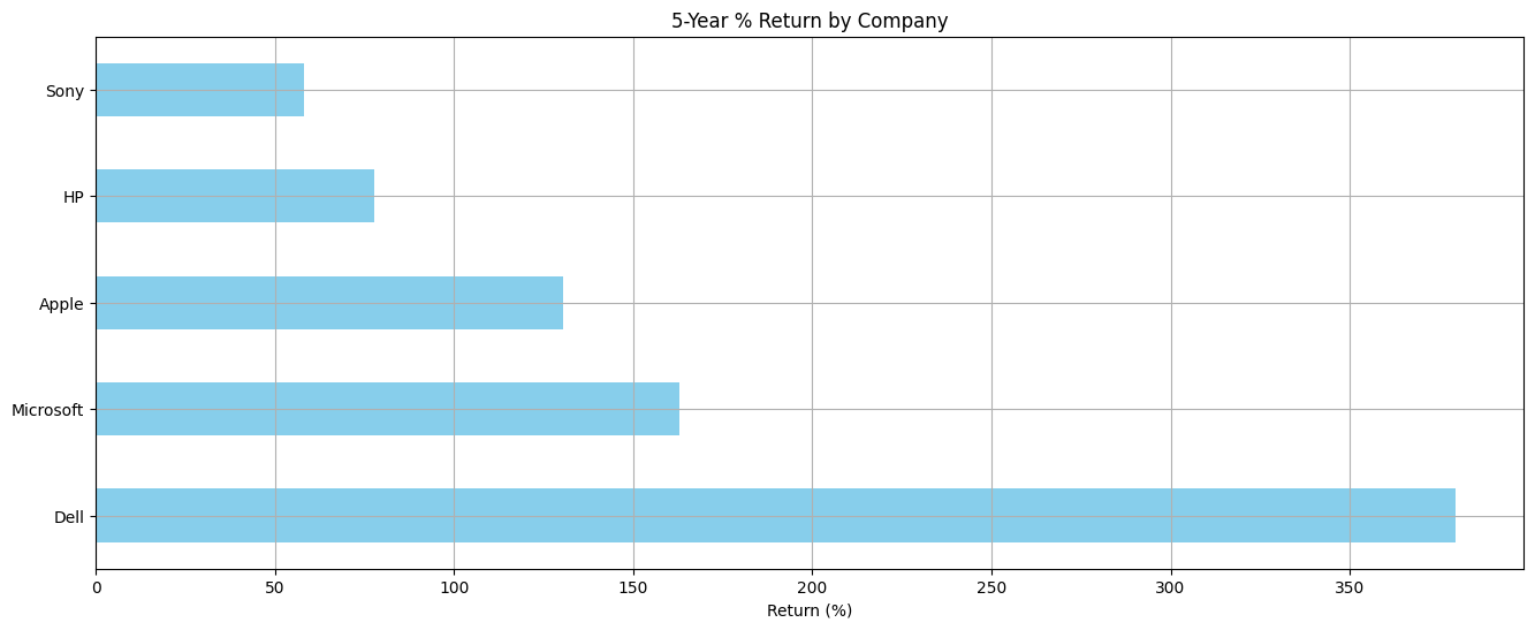 5-Year % Return by Company
Sony
HP
Apple
Microsoft
Dell
0 50 100 150 200 250 300 350
Return (%)